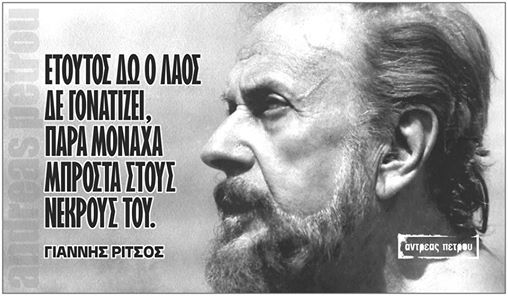 andreas petrou
ΕΤΟΥΤΟΣ ΔΩ Ο ΛΑΟΣ
ΔΕ ΓΟΝΑΤΙΖΕΙ,
ΠΑΡΑ ΜΟΝΑΧΑ
ΜΠΡΟΣΤΑ ΣΤΟΥΣ
ΝΕΚΡΟΥΣ ΤΟΥ.
ΓΙΑΝΝΗΣ ΡΙΤΣΟΣ
αντρεας πετρου